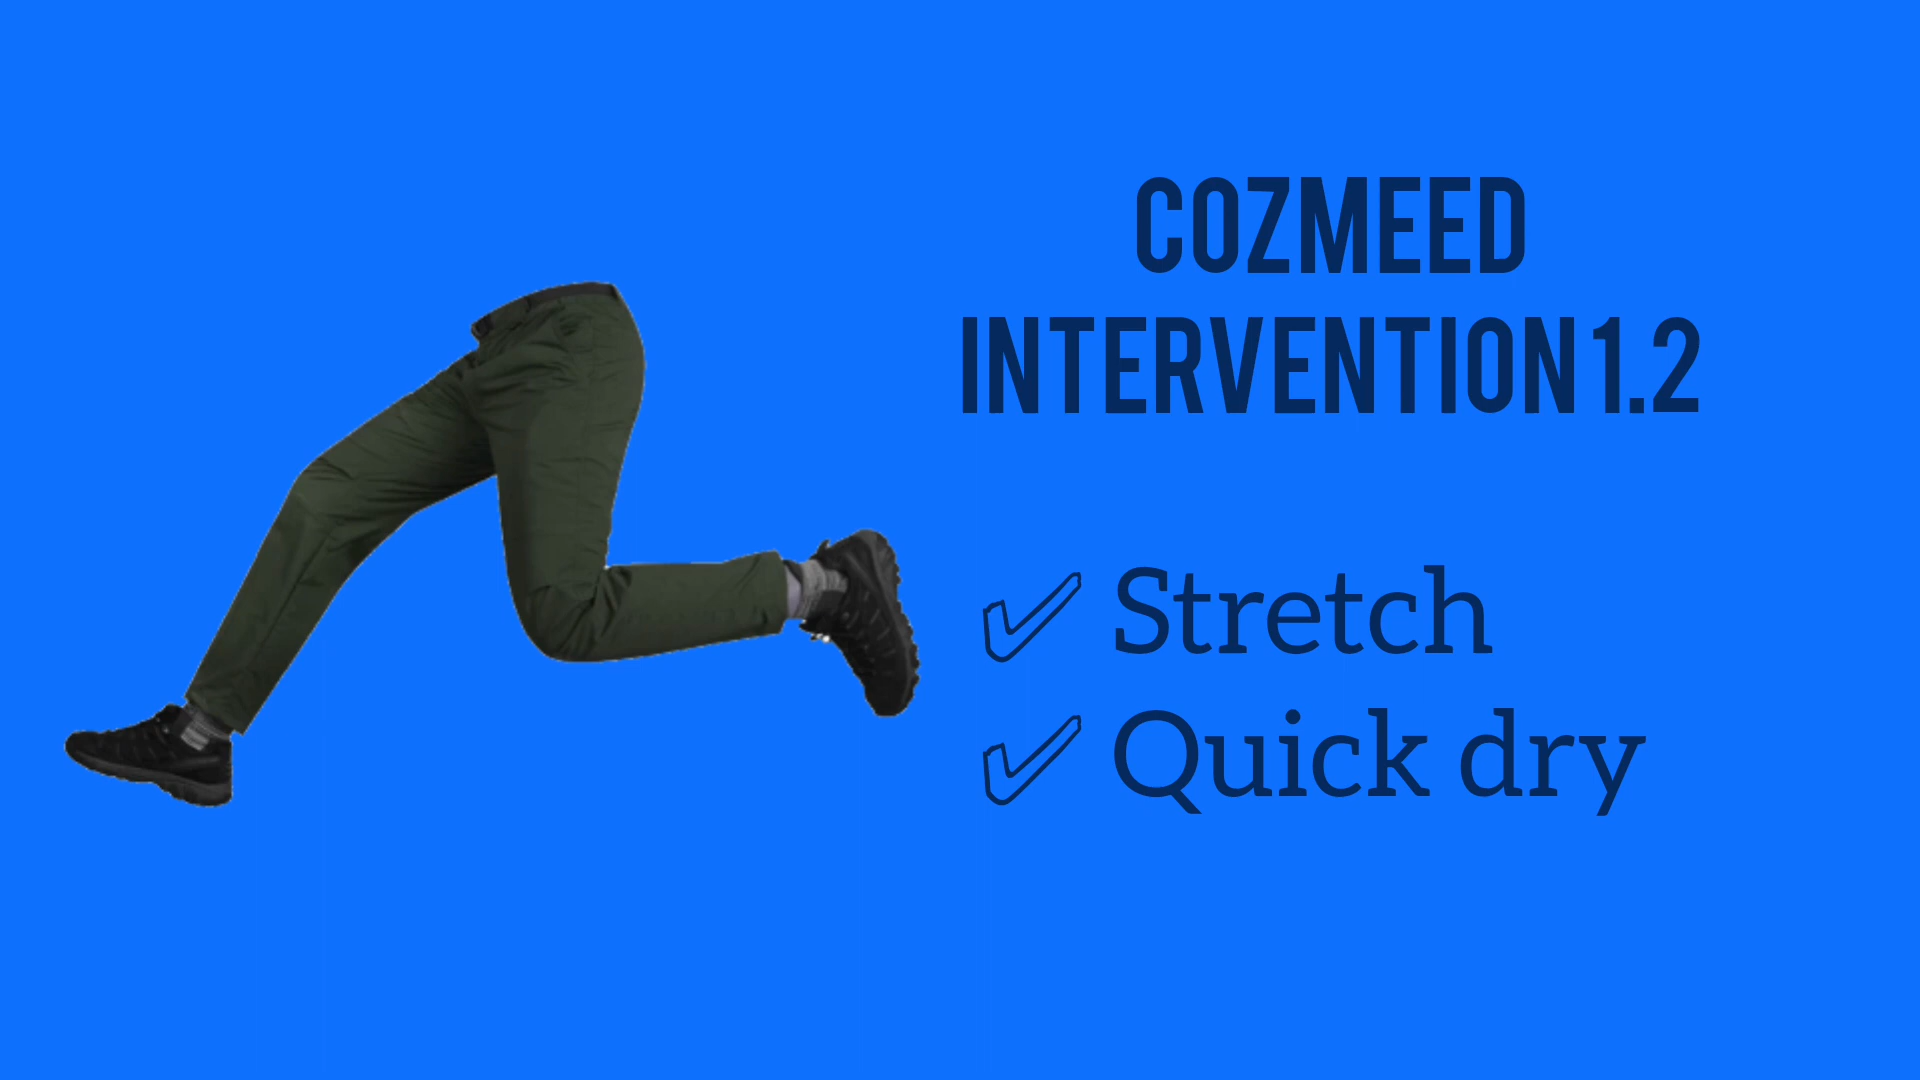 COZMEED
INTERVENTION 1.2
✔ Stretch
✔ Quick dry